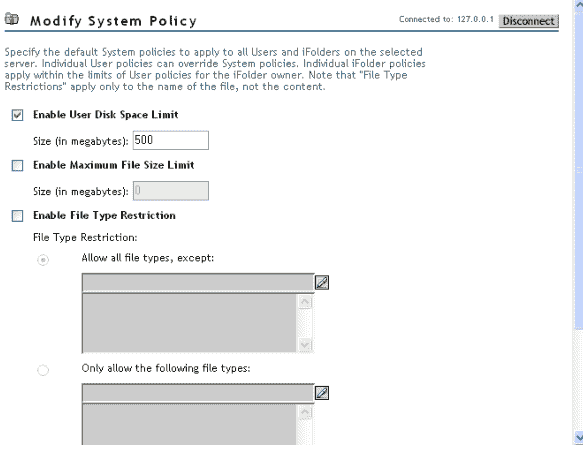 Modify System Policy
Connected to: 127.0.0.1 Disconnect
Specify the default System policies to apply to all Users and iFolders on the selected
server. Individual User policies can override System policies. Individual iFolder policies
apply within the limits of User policies for the iFolder owner. Note that "File Type
Restrictions" apply only to the name of the file, not the content.
Enable User Disk Space Limit
Size (in megabytes): 500
Enable Maximum File Size Limit
Size (in megabytes): 0
Enable File Type Restriction
File Type Restriction:
Allow all file types, except:
Only allow the following file types: